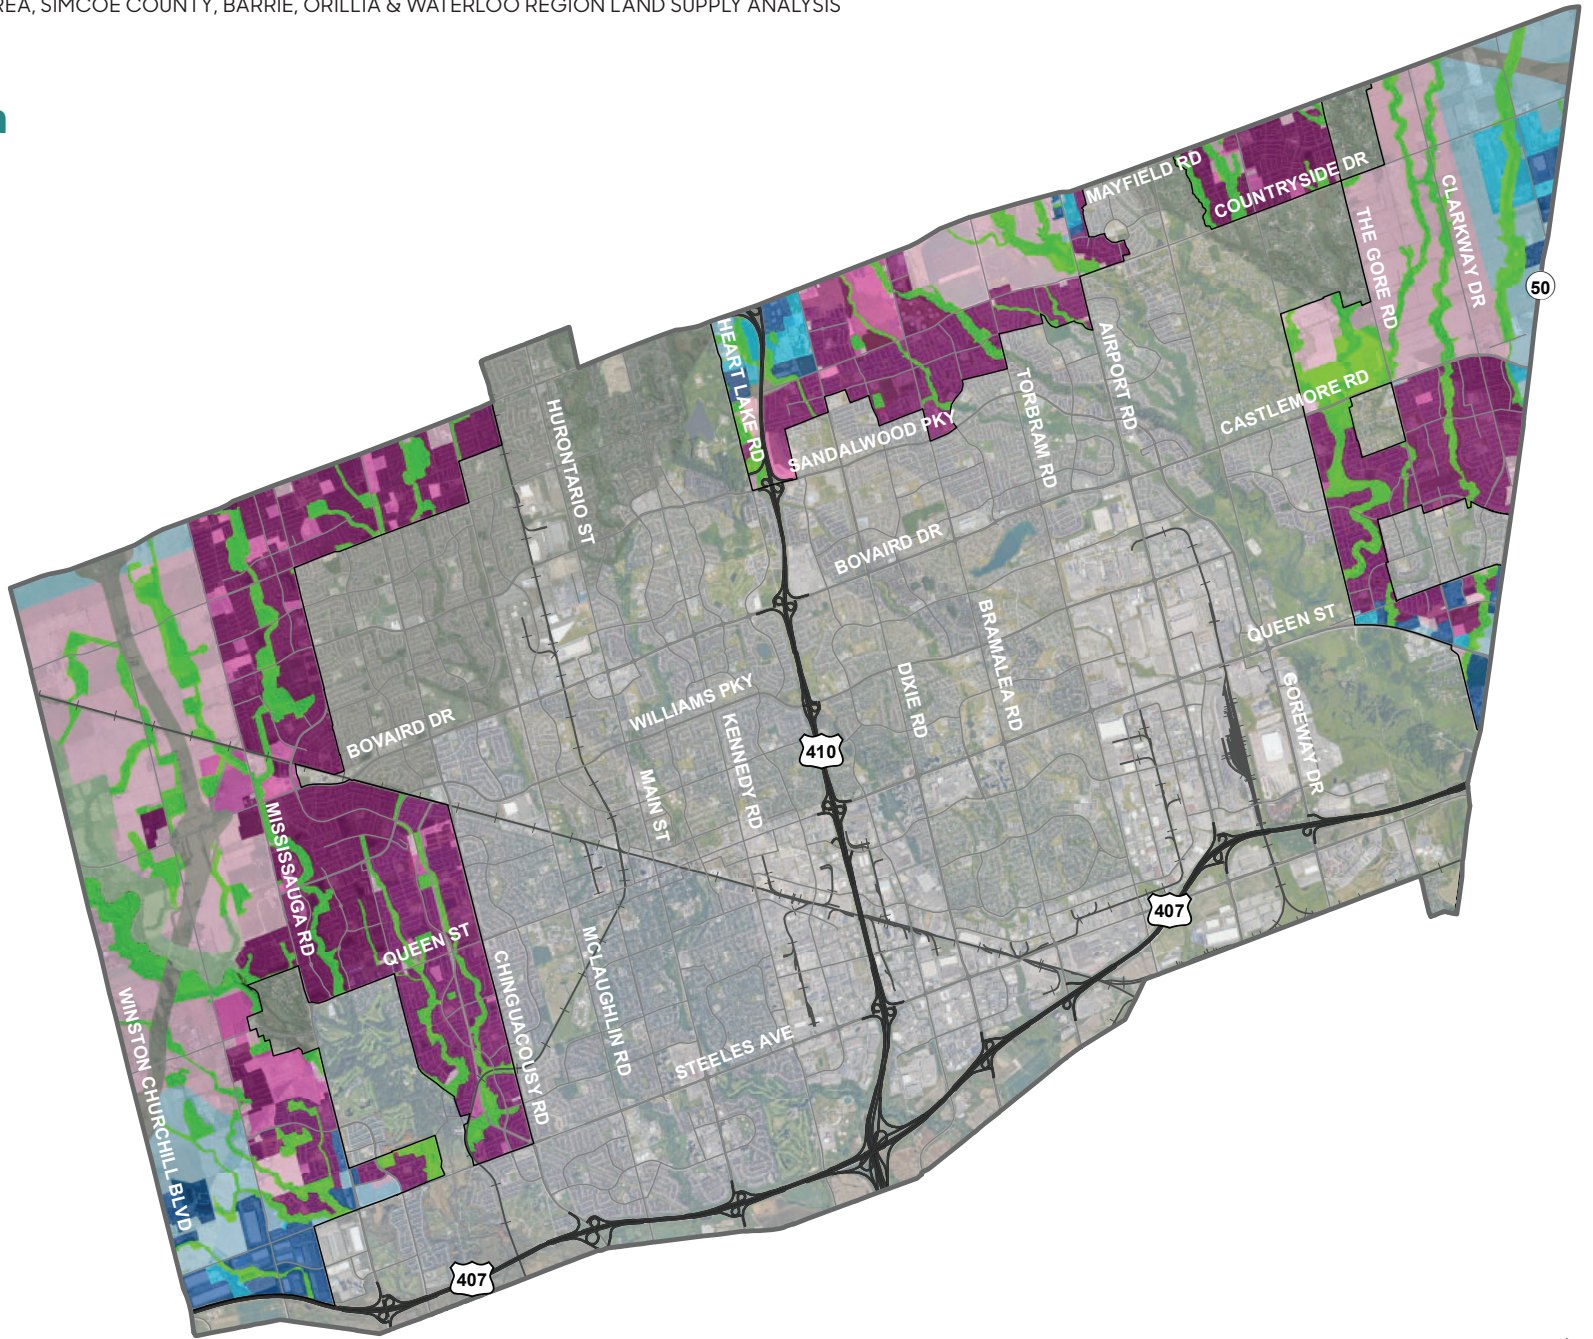 SIMCOE COUNTY, BARRIE, ORILLIA & WATERLOO REGION LAND SUPPLY ANALYSIS
MAYFIELD RD
COUNTRYSIDE DR
CLARKWAY DR
THE GORE RD
50
HEART LAKE RD
AIRPORT RD
TORBRAM RD
CASTLEMORE RD
HURONTARIO ST
SANDALWOOD PKY
BOVAIRD DR
BRAMALEA RD
QUEEN ST
DIXIE RD
GOREWAY DR
WILLIAMS PKY
BOVAIRD DR
KENNEDY RD
410
MAIN ST
MISSISSAUGA RD
407
QUEEN ST
CHINGUACOUSY RD
MCLAUGHLIN RD
WINSTON CHURCHILL BLVD
STEELES AVE
407